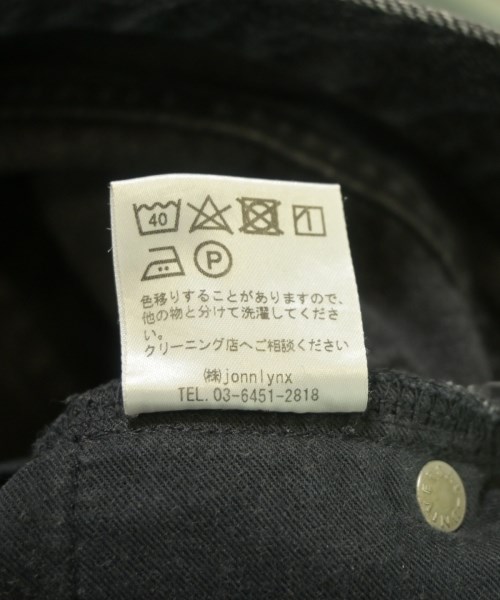 40
P
色移りすることがありますので、
他の物と分けて洗濯してくださ
い。
クリーニング店へご相談ください
㈱jonnlynx
TEL. 03-6451-2818